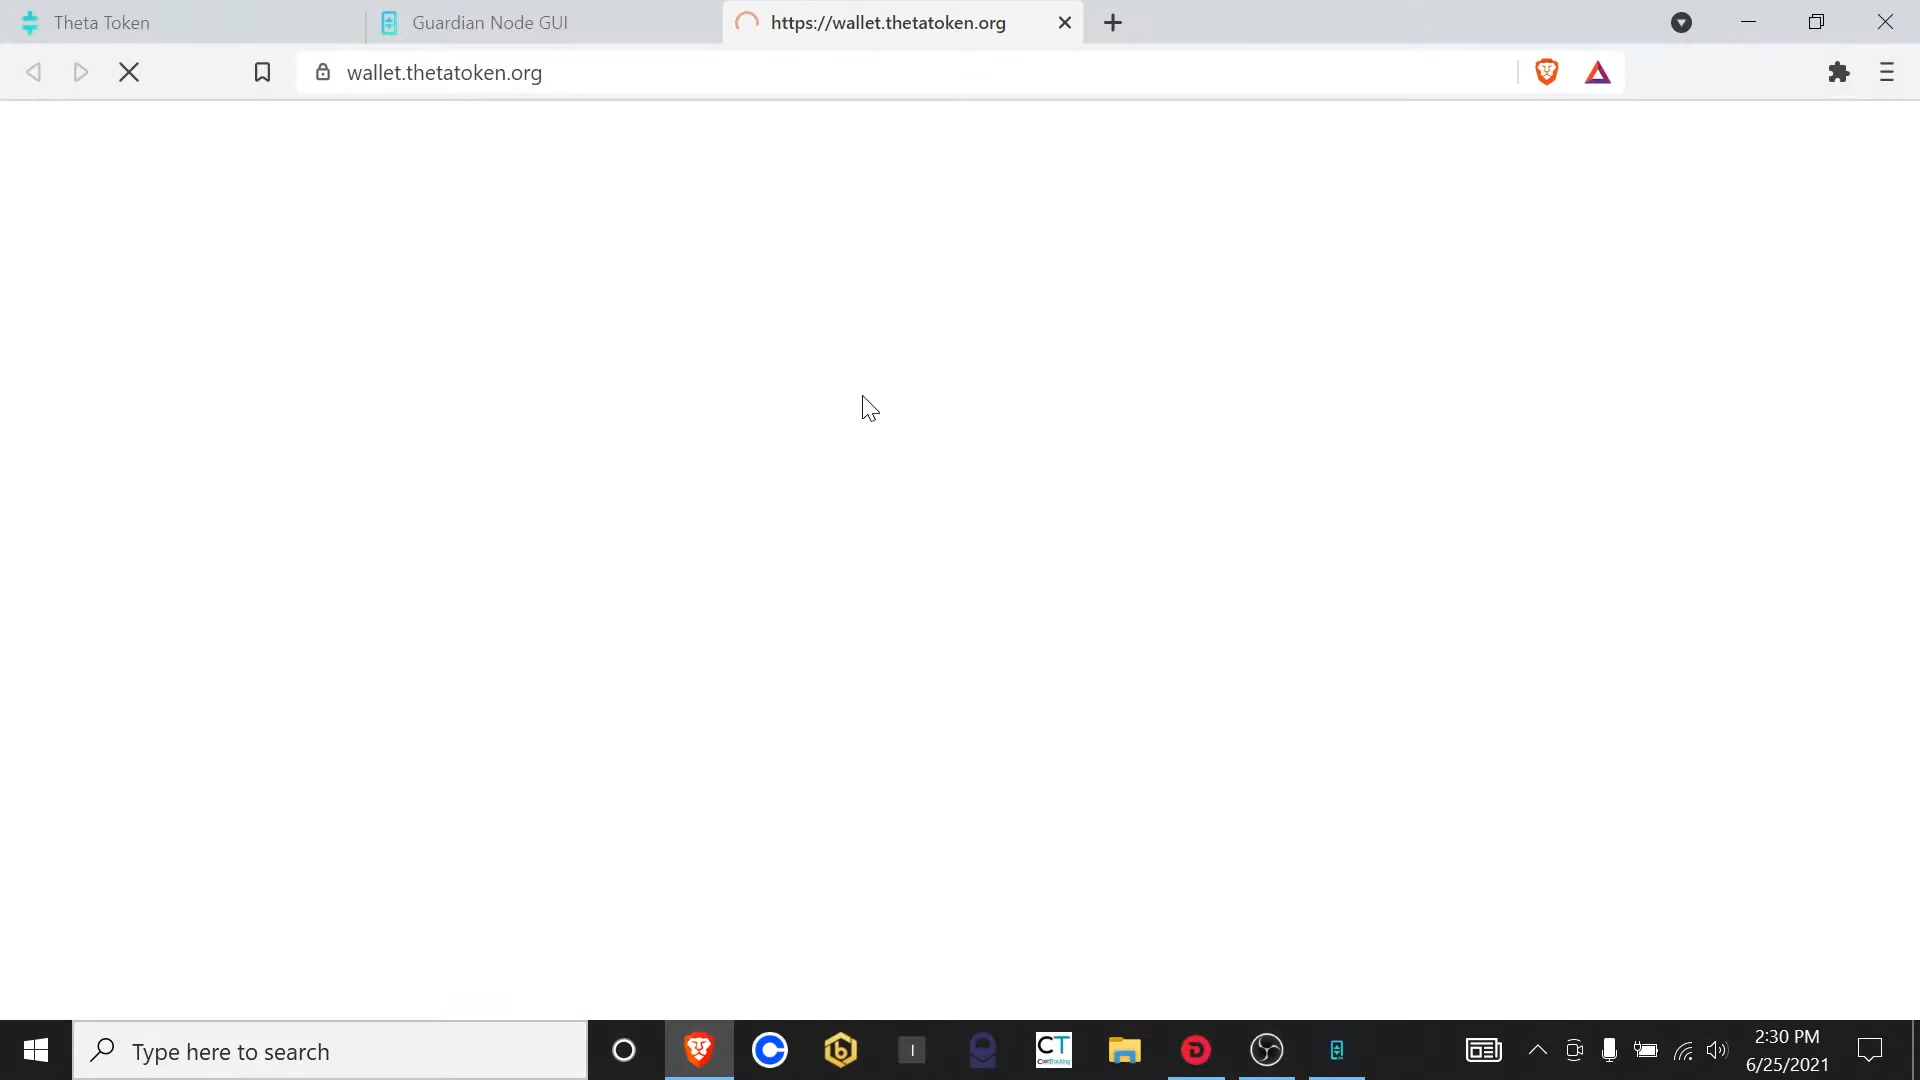 Theta Token
Guardian Node GUI
https://wallet.thetatoken.org
wallet.thetatoken.org
Type here to search
CT
2:30 PM
6/25/2021